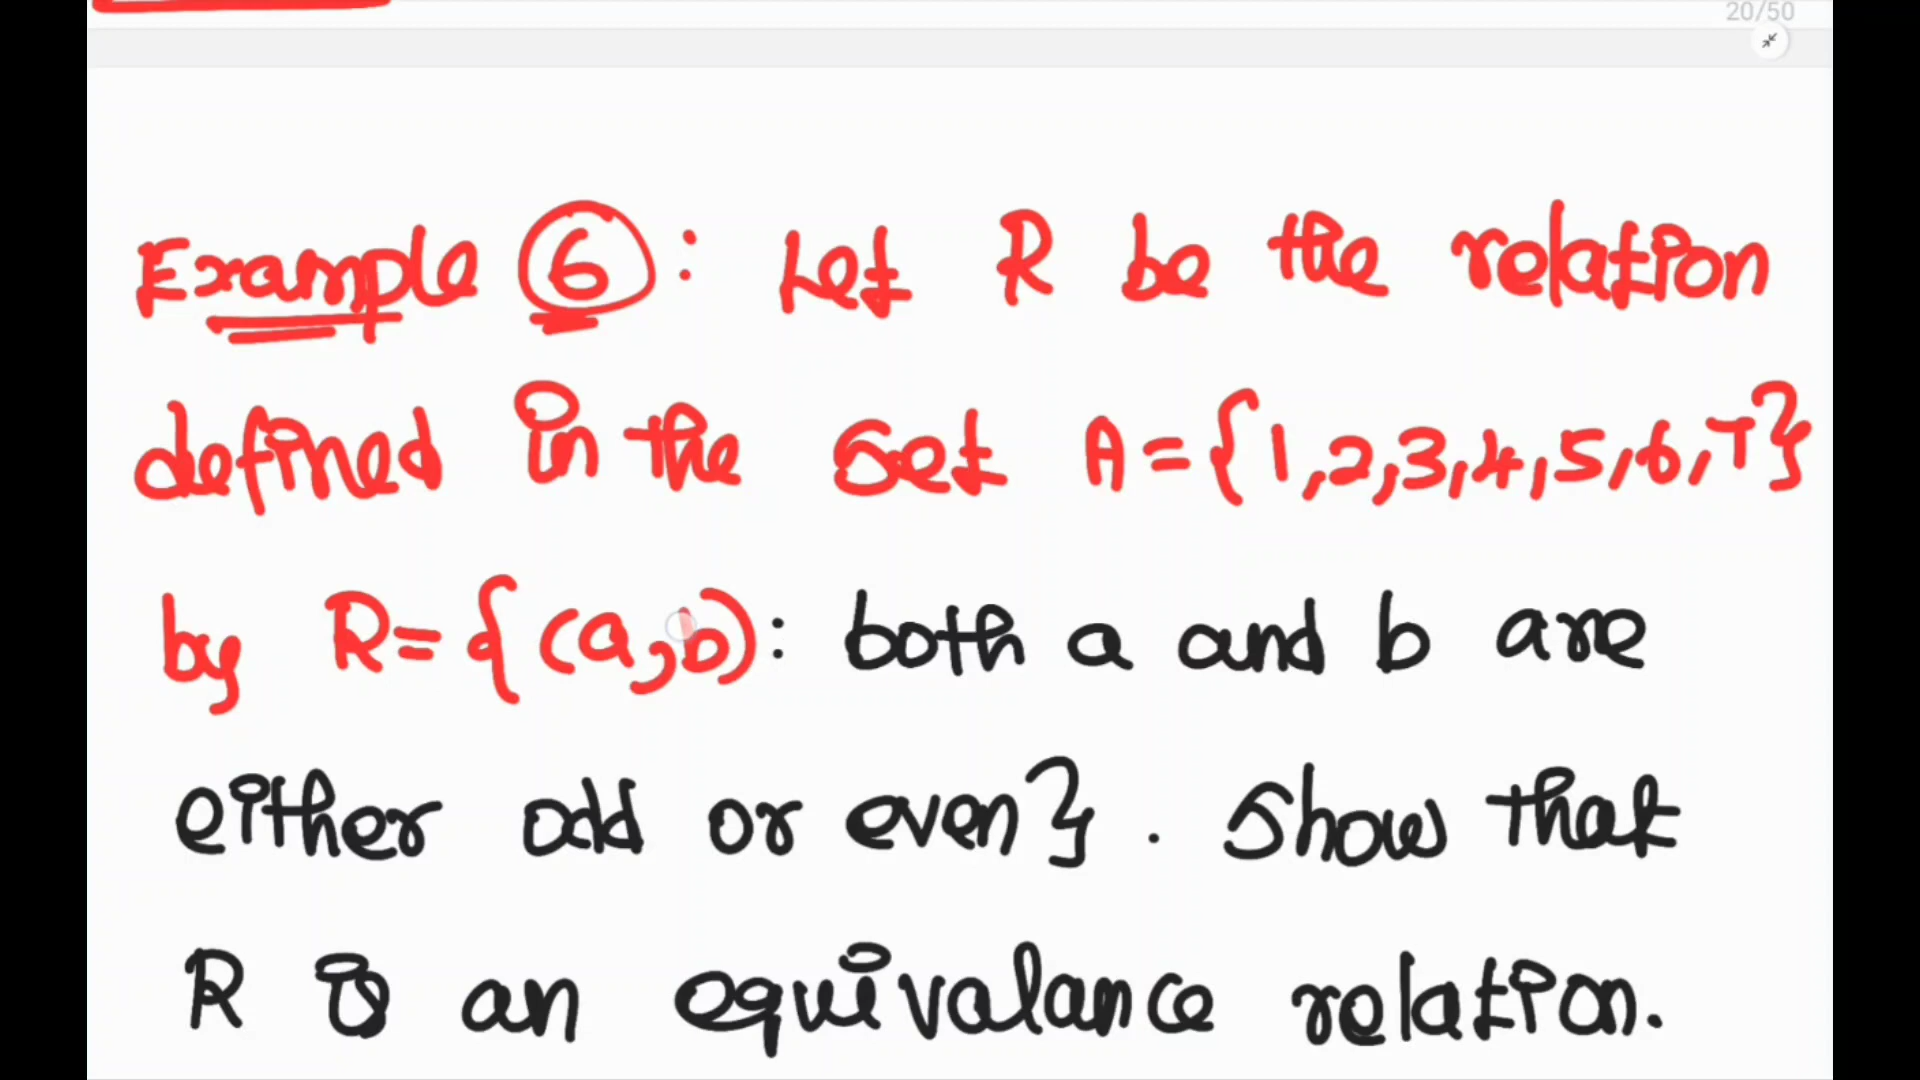 20/50
Example 6: Let R be the relation
defined in the set A={1,2,3,4,5,6,7}
by R={(a,b): both a and b are
either odd or even}. Show that
R is an equivalance relation.